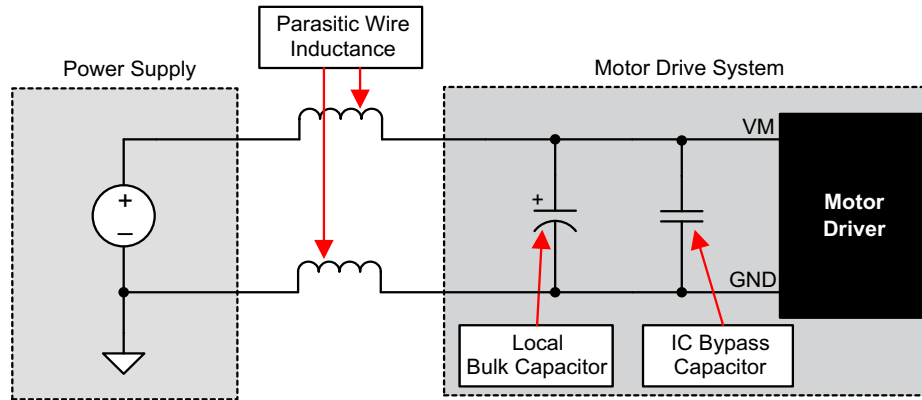 Parasitic Wire
Inductance
Power Supply
Motor Drive System
VM
+
–
+
Motor
Driver
GND
Local
Bulk Capacitor
IC Bypass
Capacitor